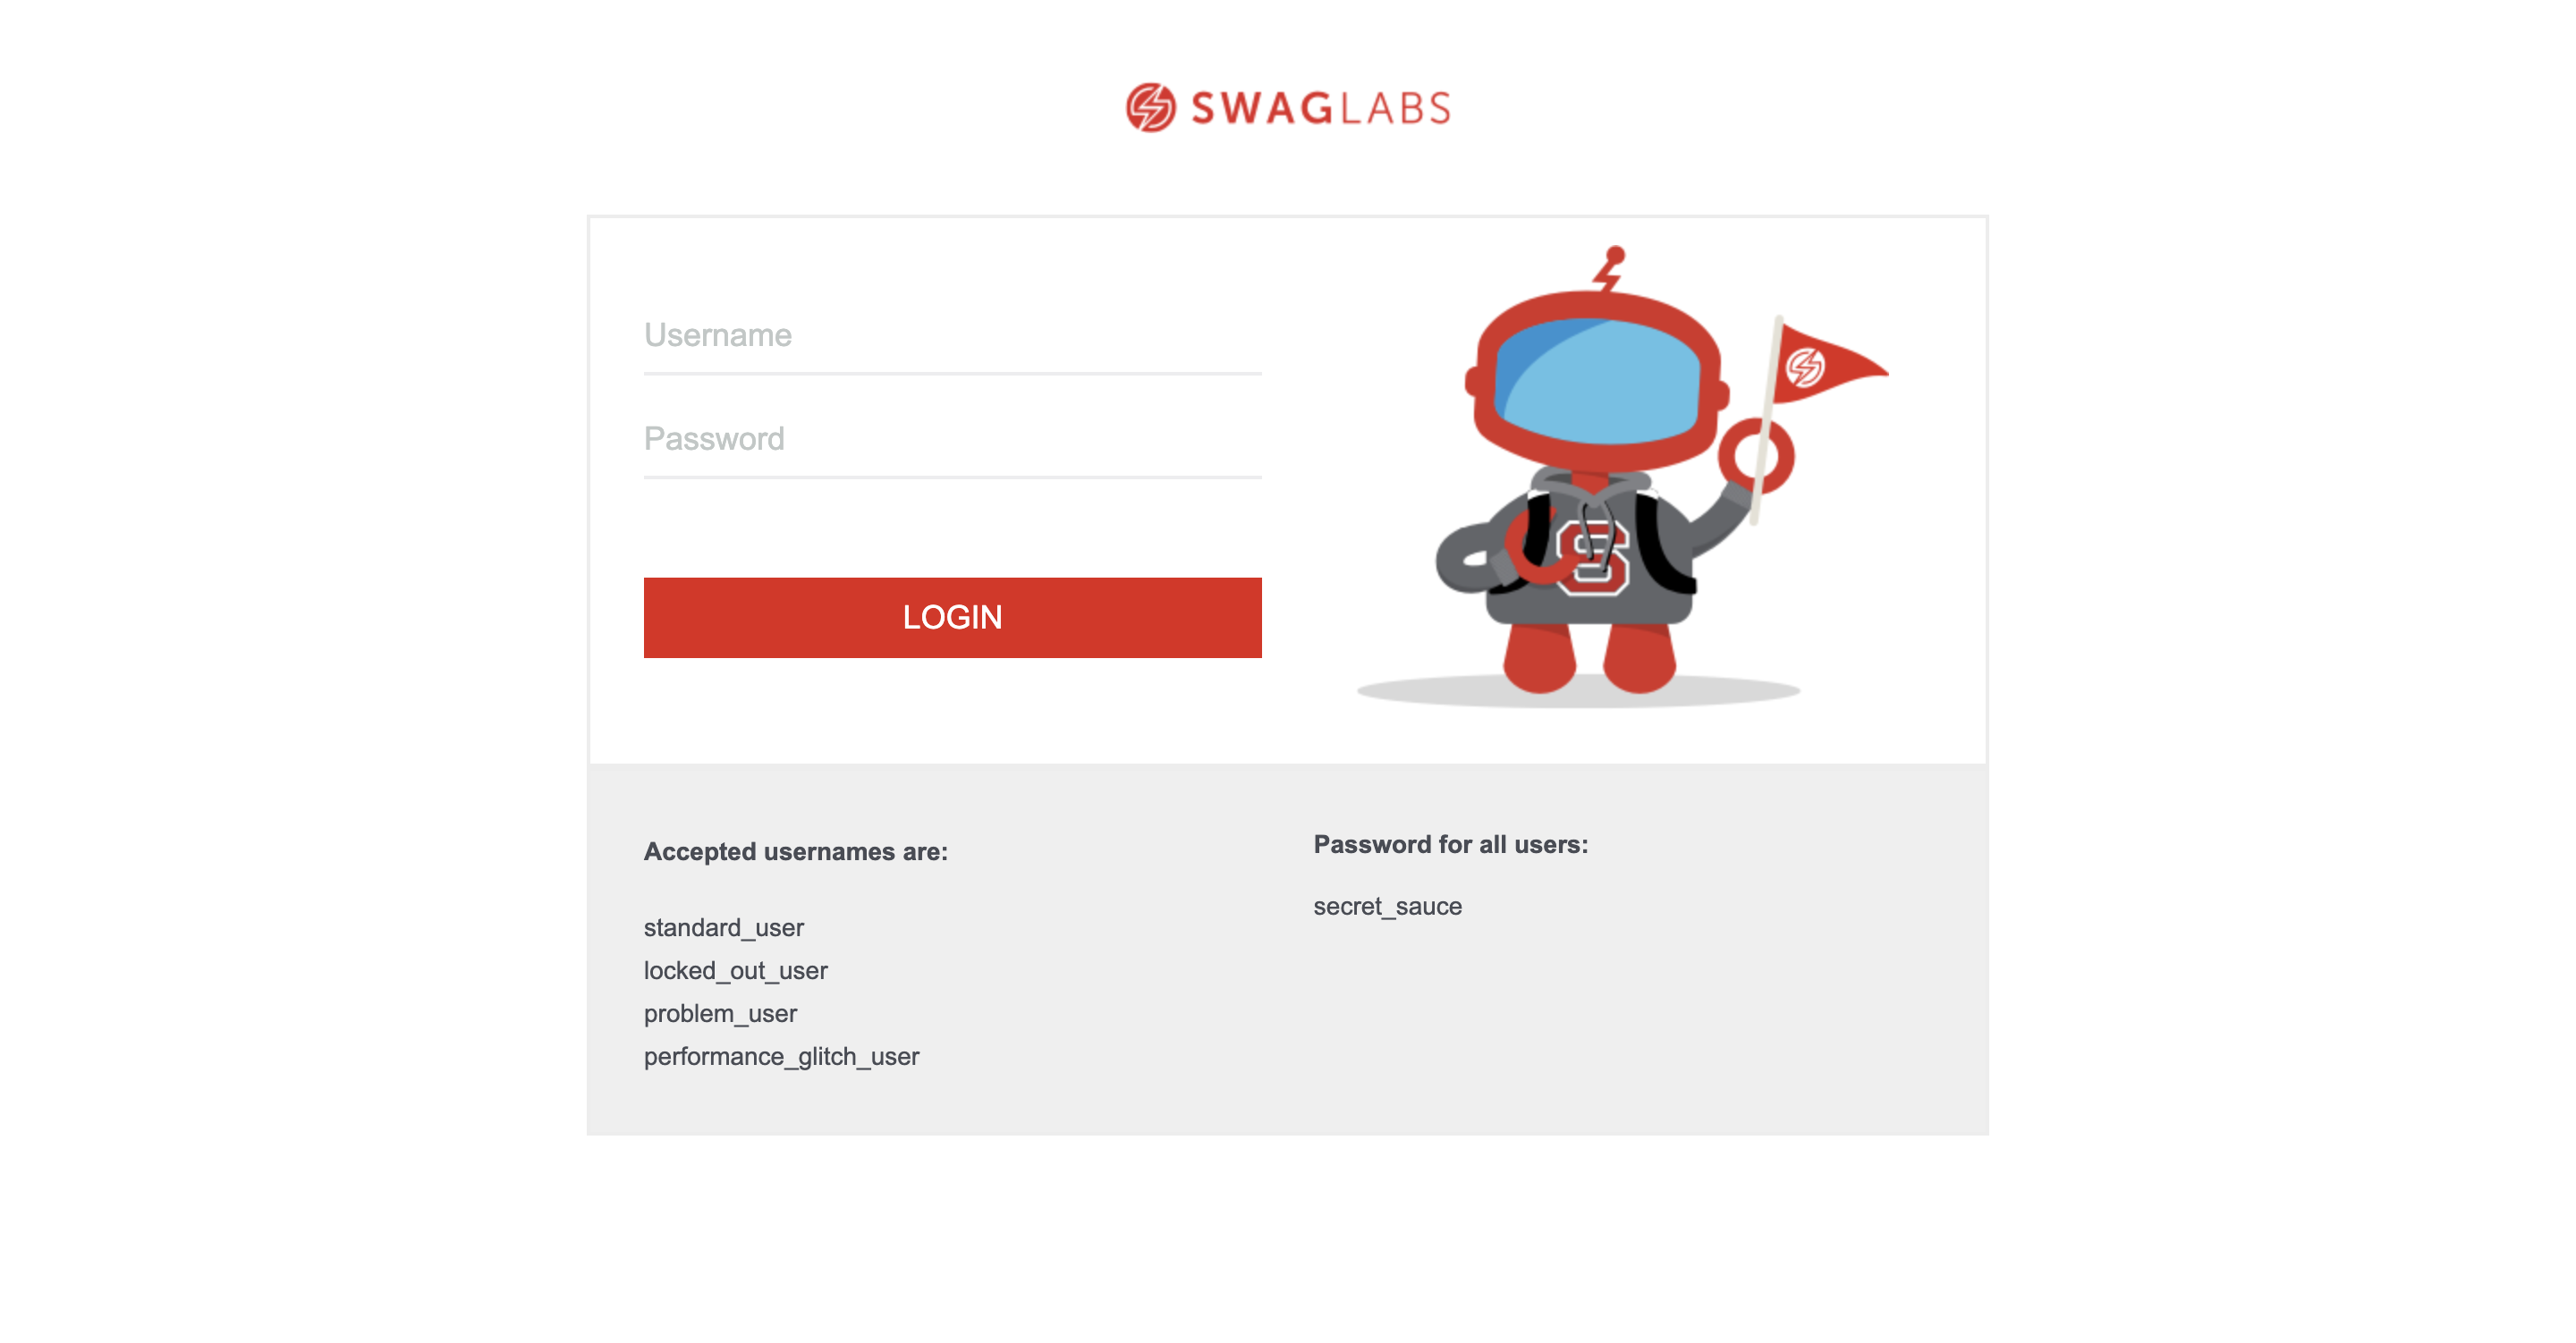 SWAGLABS
Username
Password
LOGIN
S
Accepted usernames are:
standard_user
locked_out_user
problem_user
performance_glitch_user
Password for all users:
secret_sauce